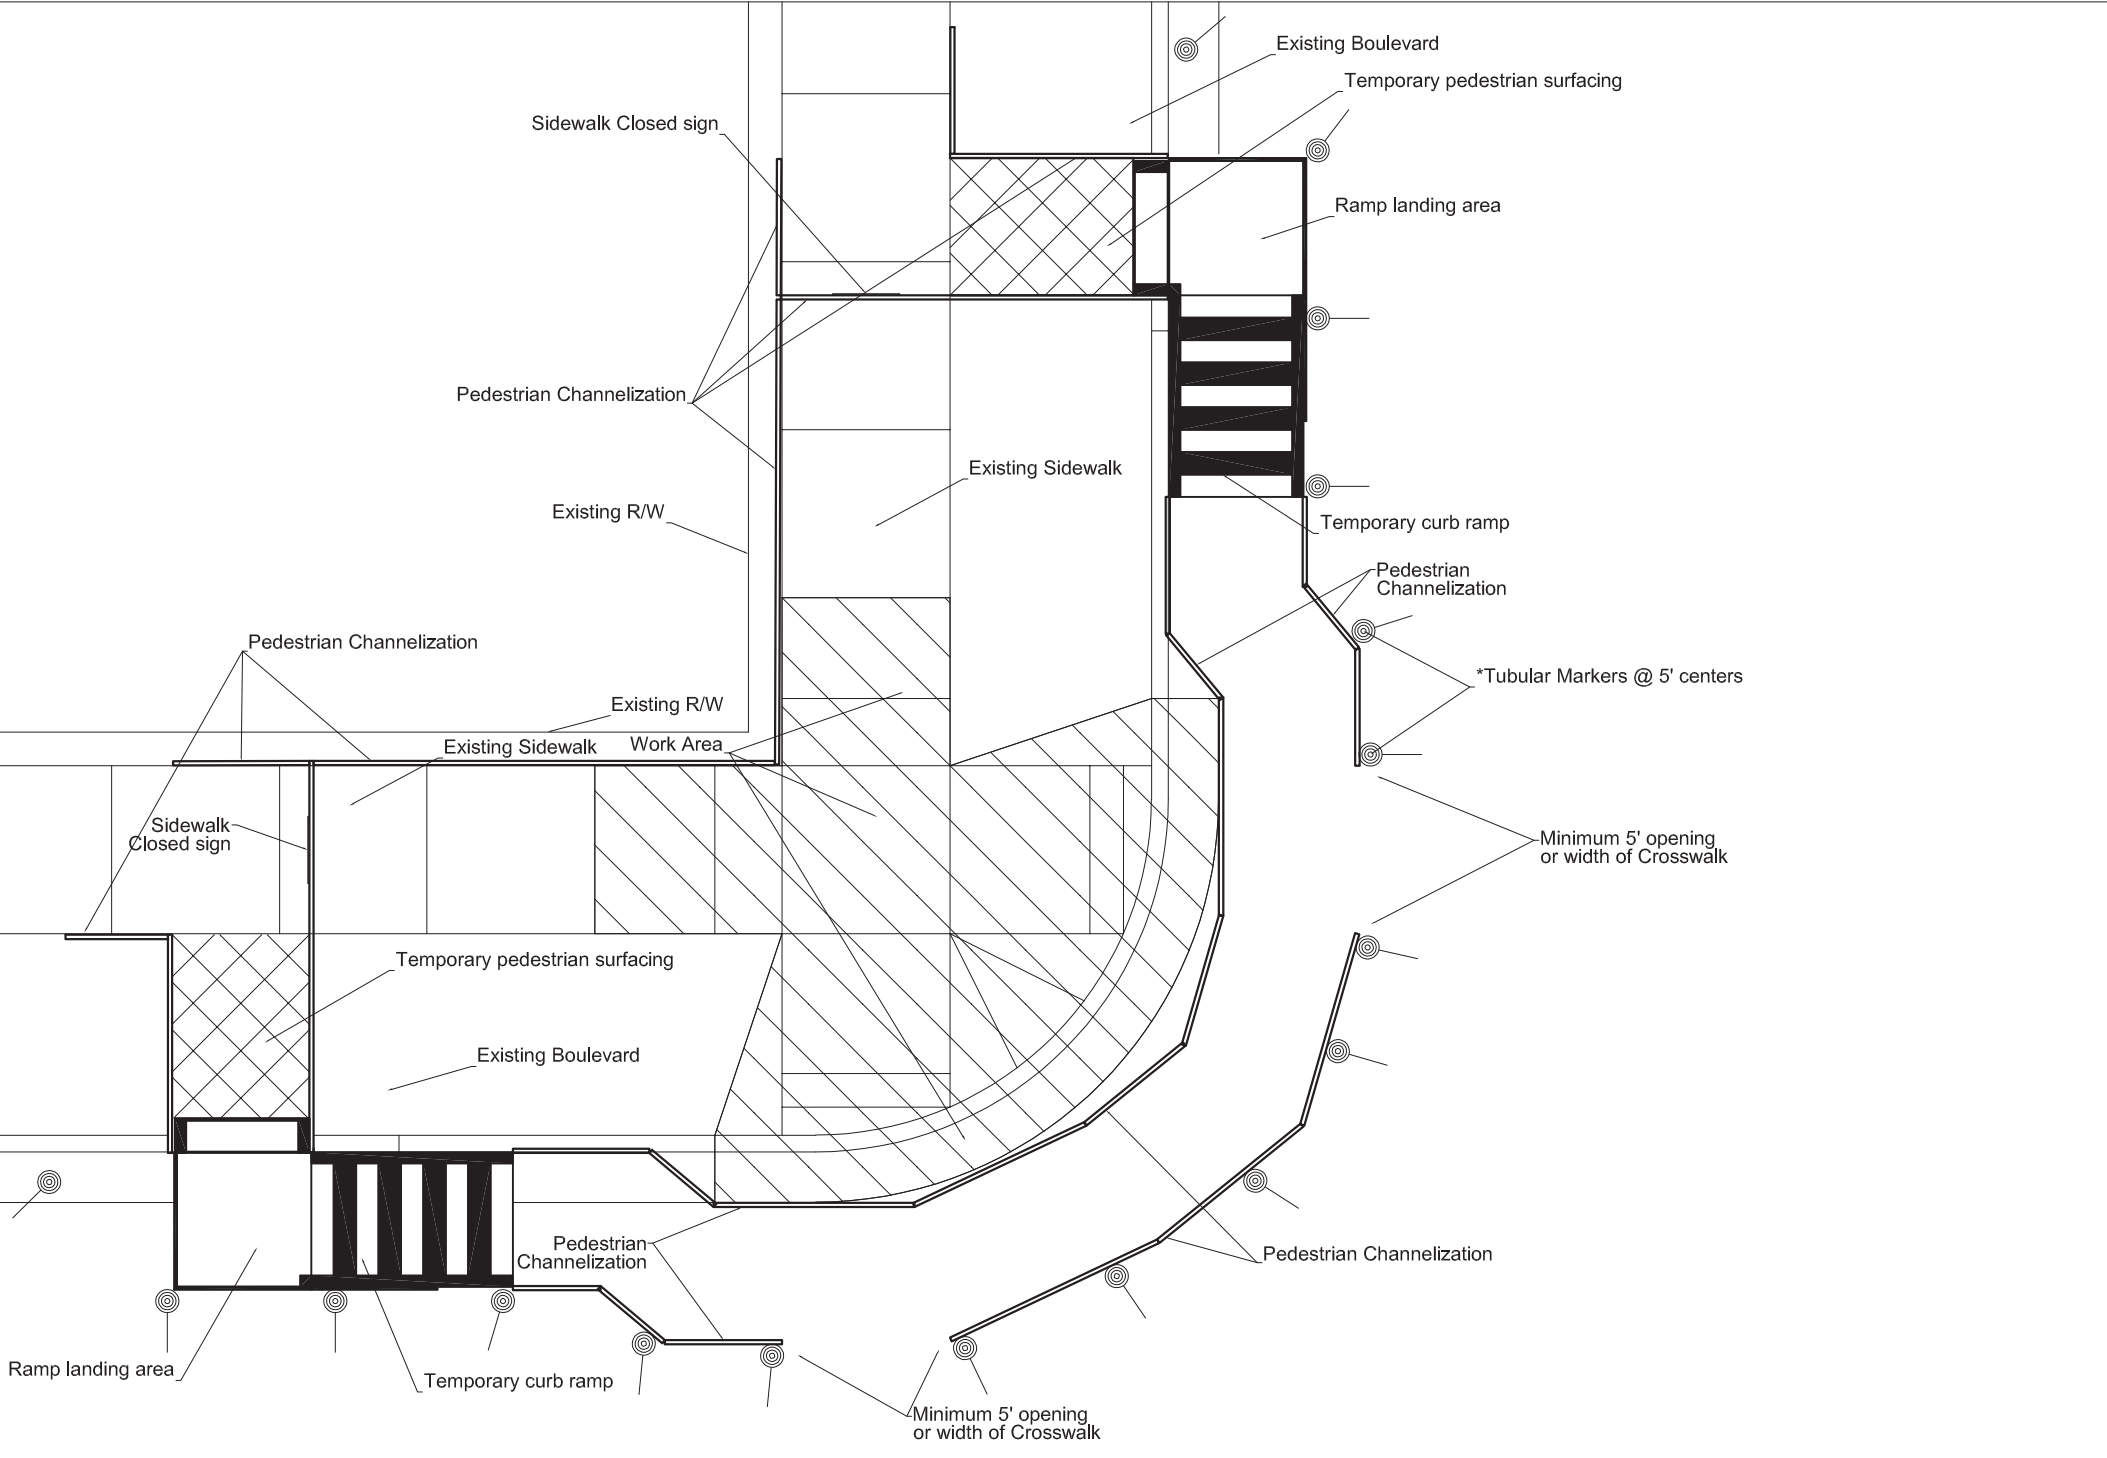 Existing Boulevard
Temporary pedestrian surfacing
Sidewalk Closed sign
Ramp landing area
Pedestrian Channelization
Existing Sidewalk
Existing R/W
Temporary curb ramp
Pedestrian
Channelization
Pedestrian Channelization
*Tubular Markers @ 5' centers
Existing R/W
Existing Sidewalk
Work Area
Sidewalk
Closed sign
Minimum 5' opening
or width of Crosswalk
Temporary pedestrian surfacing
Existing Boulevard
Pedestrian
Channelization
Pedestrian Channelization
Ramp landing area
Temporary curb ramp
Minimum 5' opening
or width of Crosswalk